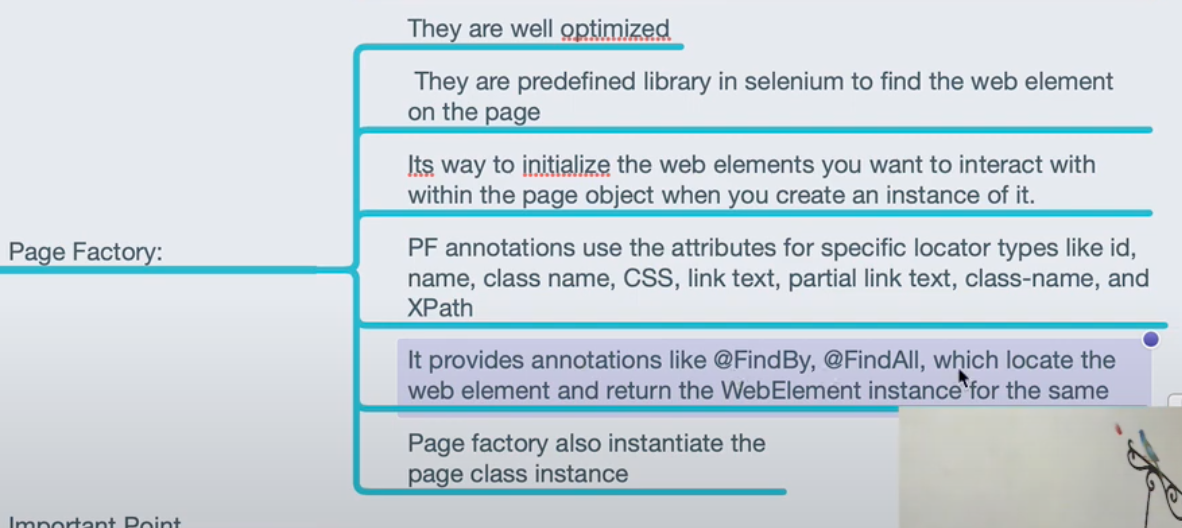 They are well optimized
They are predefined library in selenium to find the web element
on the page
Its way to initialize the web elements you want to interact with
within the page object when you create an instance of it.
Page Factory:
PF annotations use the attributes for specific locator types like id,
name, class name, CSS, link text, partial link text, class-name, and
XPath
It provides annotations like @FindBy, @FindAll, which locate the
web element and return the WebElement instance for the same
Page factory also instantiate the
page class instance
Important Point